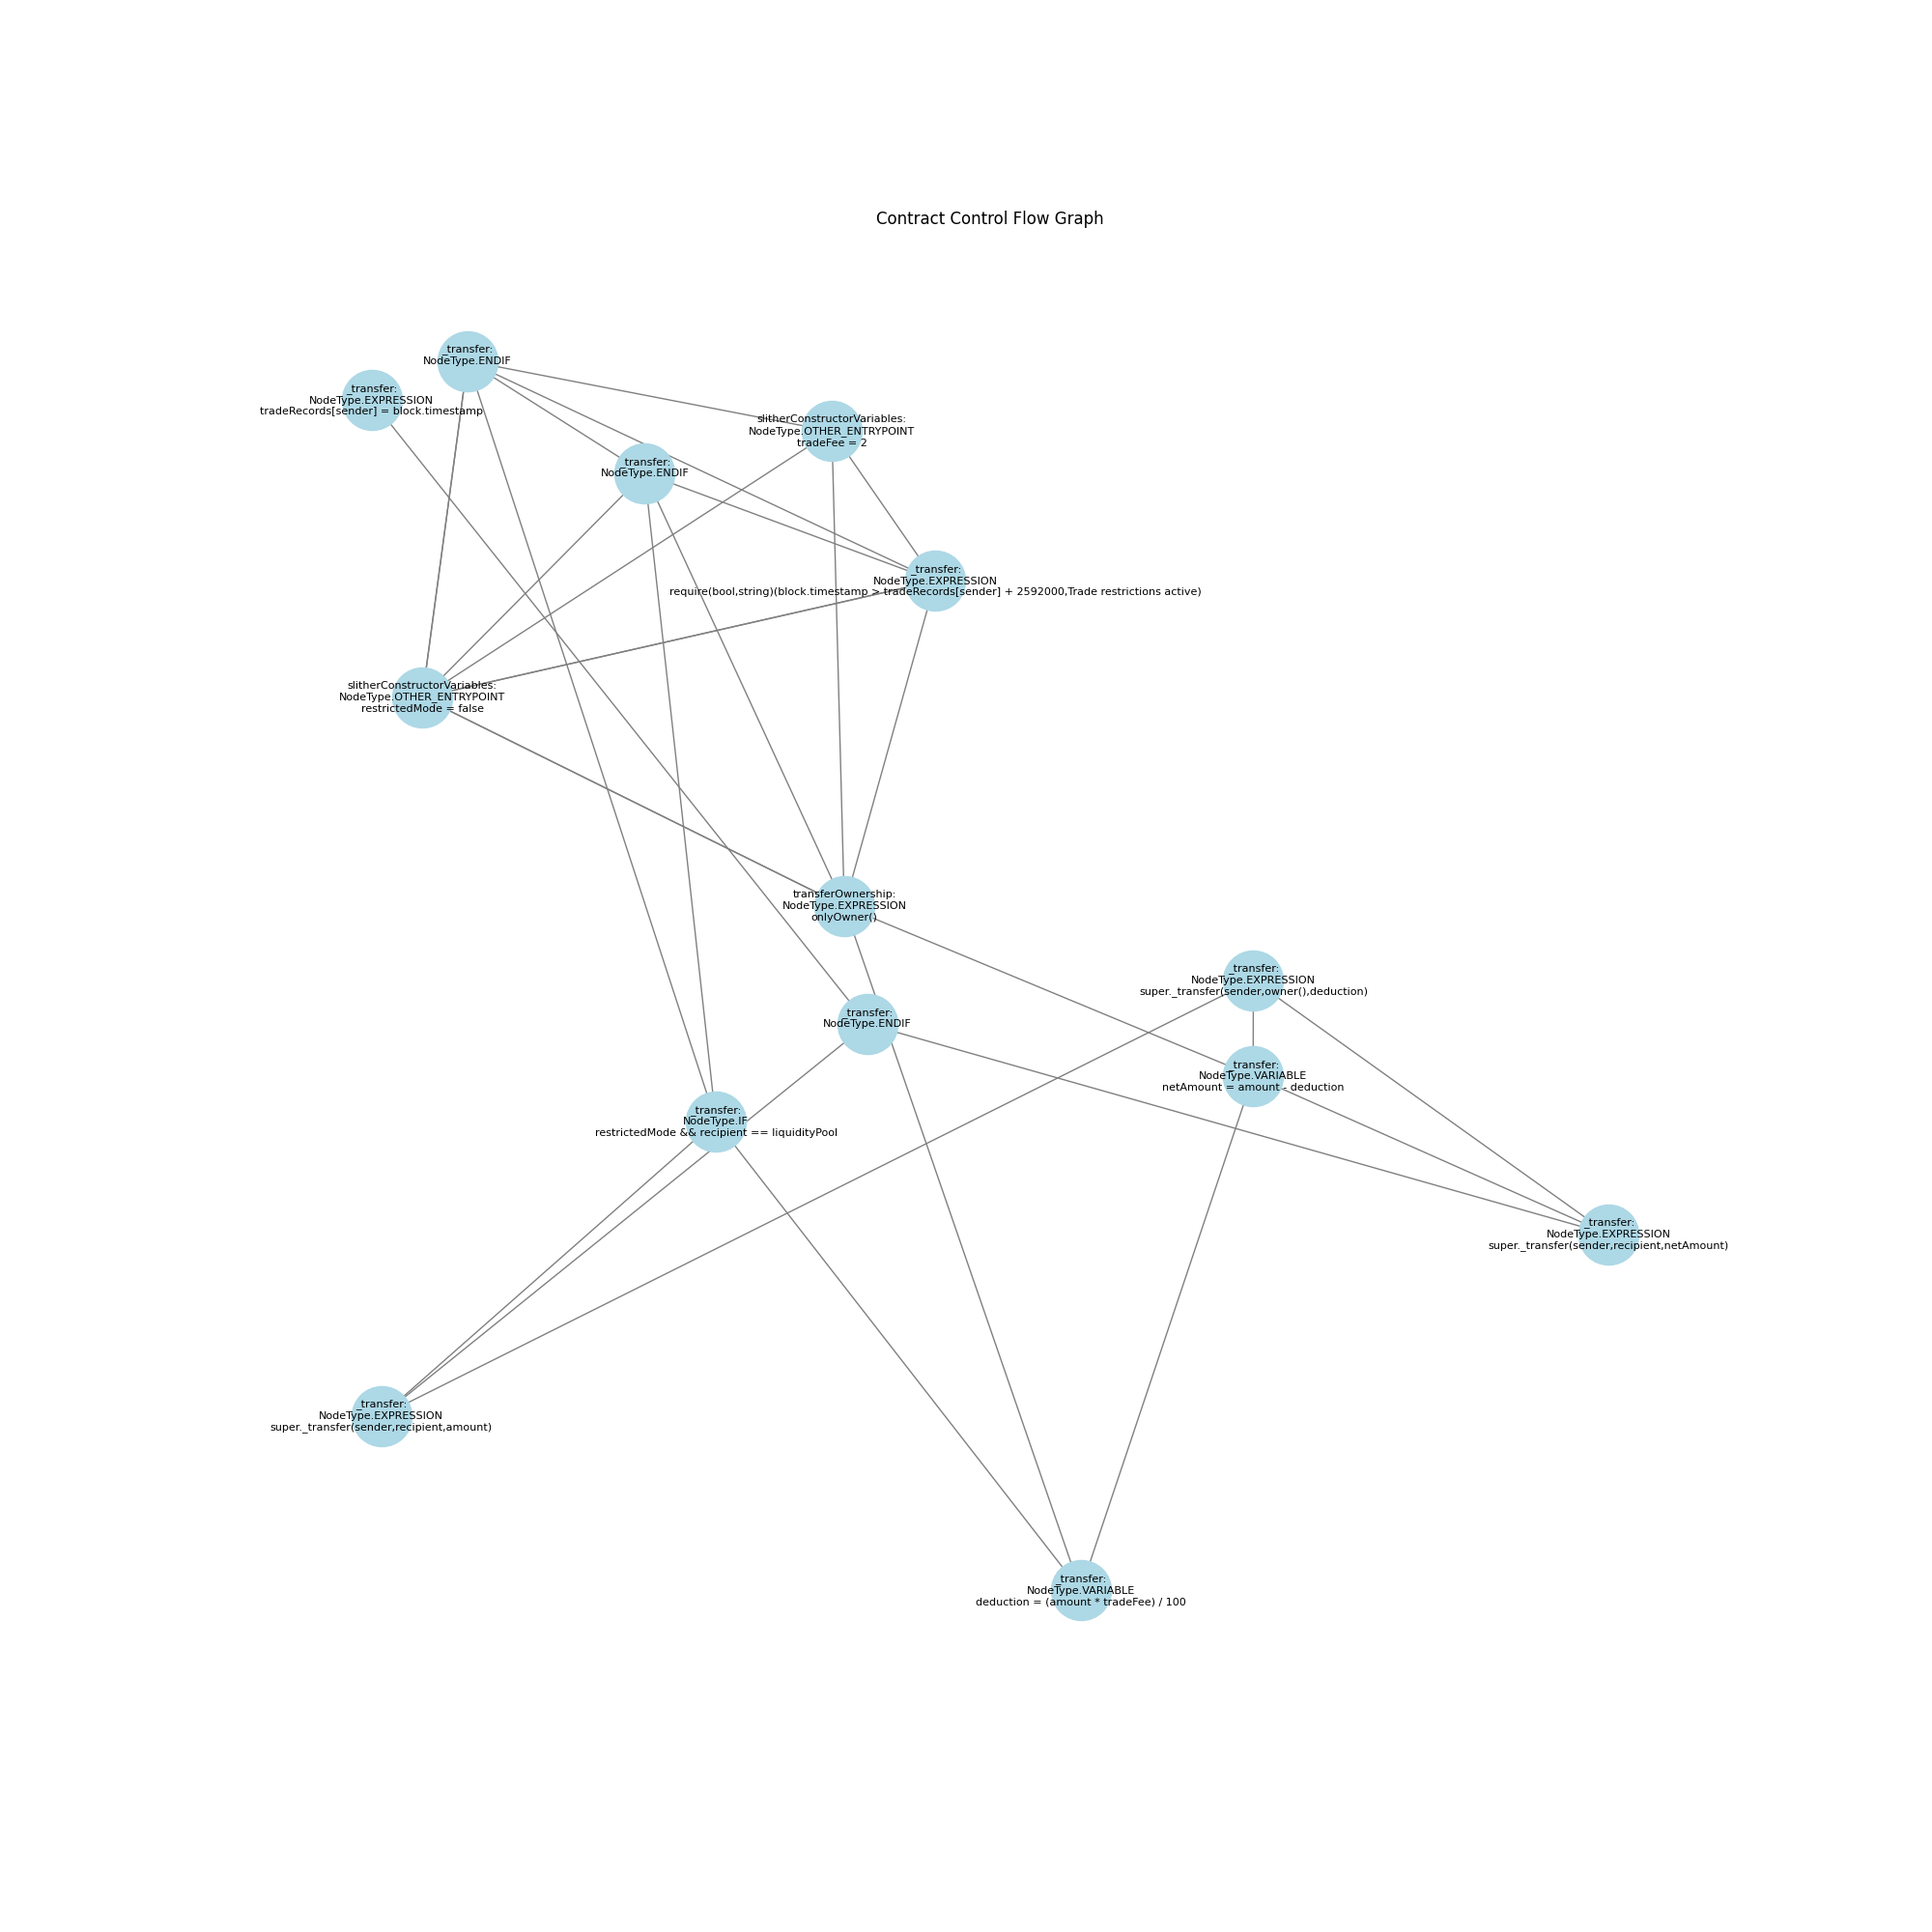 Contract Control Flow Graph
_transfer:
NodeType.ENDIF
_transfer:
NodeType.EXPRESSION
tradeRecords[sender] = block.timestamp
slitherConstructorVariables:
NodeType.OTHER_ENTRYPOINT
tradeFee = 2
_transfer:
NodeType.ENDIF
_transfer:
NodeType.EXPRESSION
require(bool,string)(block.timestamp > tradeRecords[sender] + 2592000,Trade restrictions active)
slitherConstructorVariables:
NodeType.OTHER_ENTRYPOINT
restrictedMode = false
transferOwnership:
NodeType.EXPRESSION
onlyOwner()
_transfer:
NodeType.EXPRESSION
super._transfer(sender,owner(),deduction)
_transfer:
NodeType.ENDIF
_transfer:
NodeType.VARIABLE
netAmount = amount - deduction
_transfer:
NodeType.IF
restrictedMode && recipient == liquidityPool
_transfer:
NodeType.EXPRESSION
super._transfer(sender,recipient,netAmount)
_transfer:
NodeType.EXPRESSION
super._transfer(sender,recipient,amount)
_transfer:
NodeType.VARIABLE
deduction = (amount * tradeFee) / 100